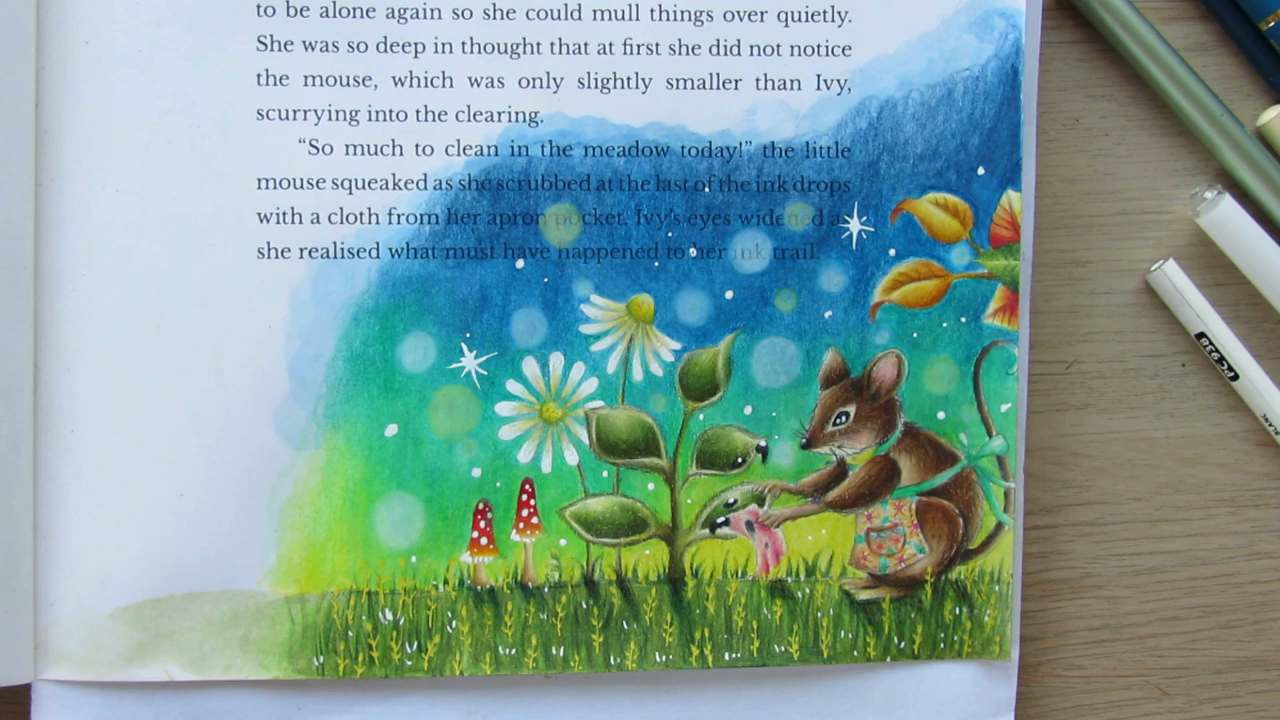 to be alone again so she could mull things over quietly.
She was so deep in thought that at first she did not notice
the mouse, which was only slightly smaller than Ivy,
scurrying into the clearing.
“So much to clean in the meadow today!” the little
mouse squeaked as she scrubbed at the last of the ink drops
with a cloth from her apron pocket. Ivy’s eyes widened as
she realised what must have happened to her ink trail.
PC 938
BLANC